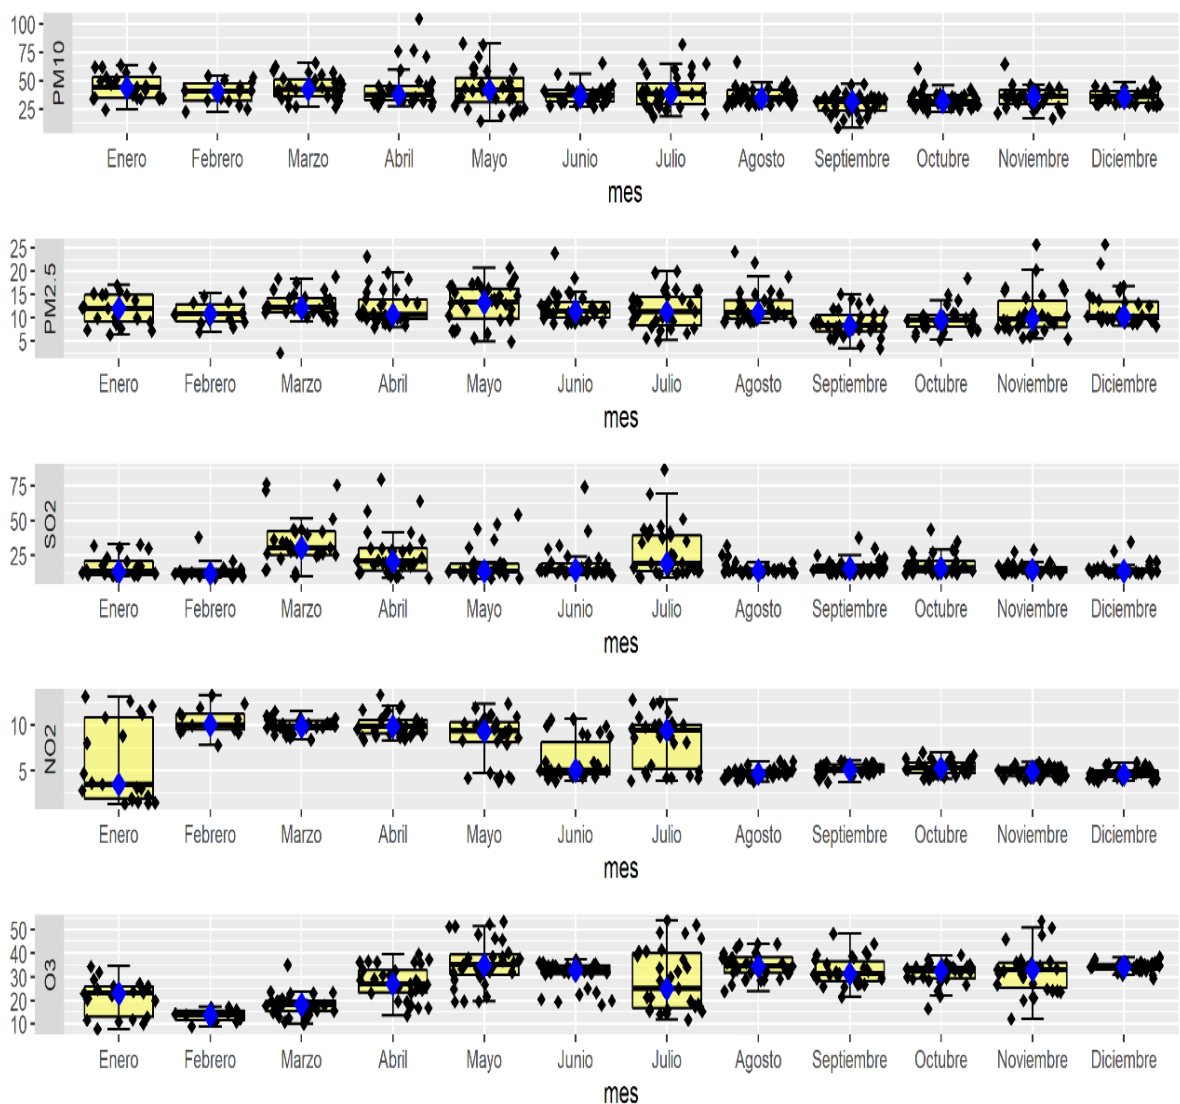 100
75
50
25
PM10
Enero Febrero Marzo Abril Mayo Junio Julio Agosto Septiembre Octubre Noviembre Diciembre
mes
25
20
15
10
5
PM2.5
Enero Febrero Marzo Abril Mayo Junio Julio Agosto Septiembre Octubre Noviembre Diciembre
mes
75
50
25
SO2
Enero Febrero Marzo Abril Mayo Junio Julio Agosto Septiembre Octubre Noviembre Diciembre
mes
10
5
NO2
Enero Febrero Marzo Abril Mayo Junio Julio Agosto Septiembre Octubre Noviembre Diciembre
mes
50
40
30
20
10
O3
Enero Febrero Marzo Abril Mayo Junio Julio Agosto Septiembre Octubre Noviembre Diciembre
mes